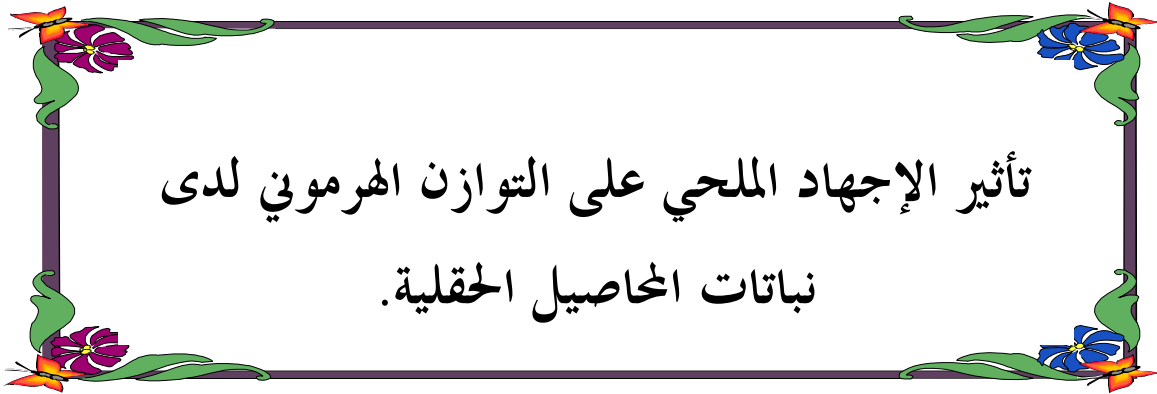 تأثير الإجهاد الملحي على التوازن الهرموني لدى
نباتات المحاصيل الحقلية.